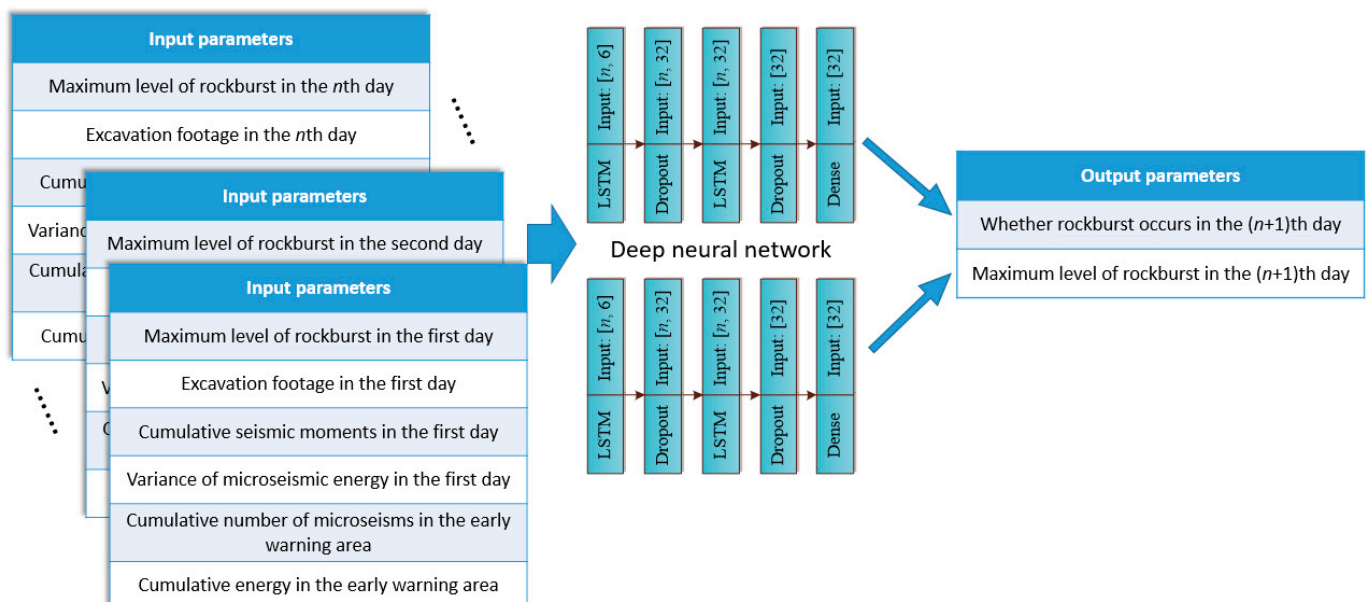 Input parameters
Maximum level of rockburst in the nth day
Excavation footage in the nth day
Input parameters
Maximum level of rockburst in the second day
Input parameters
Maximum level of rockburst in the first day
Excavation footage in the first day
Cumulative seismic moments in the first day
Variance of microseismic energy in the first day
Cumulative number of microseisms in the early
warning area
Cumulative energy in the early warning area
LSTM Input: [n, 6]
Dropout Input: [n, 32]
LSTM Input: [n, 32]
Dropout Input: [32]
Dense Input: [32]
Deep neural network
LSTM Input: [n, 6]
Dropout Input: [n, 32]
LSTM Input: [n, 32]
Dropout Input: [32]
Dense Input: [32]
Output parameters
Whether rockburst occurs in the (n+1)th day
Maximum level of rockburst in the (n+1)th day